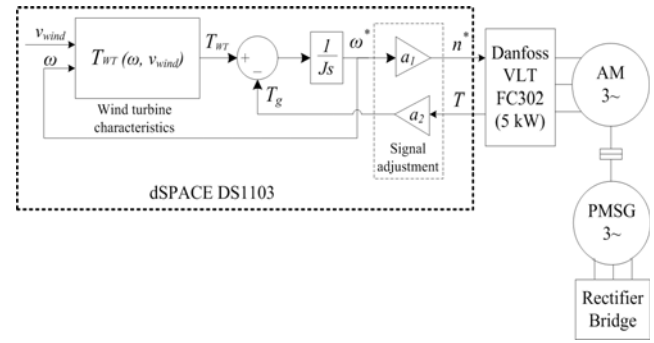 v_wind
ω
T_WT (ω, v_wind)
Wind turbine
characteristics
T_WT
+
−
T_g
1
Js
ω*
a_1
a_2
Signal
adjustment
n*
T
Danfoss
VLT
FC302
(5 kW)
AM
3~
PMSG
3~
Rectifier
Bridge
dSPACE DS1103